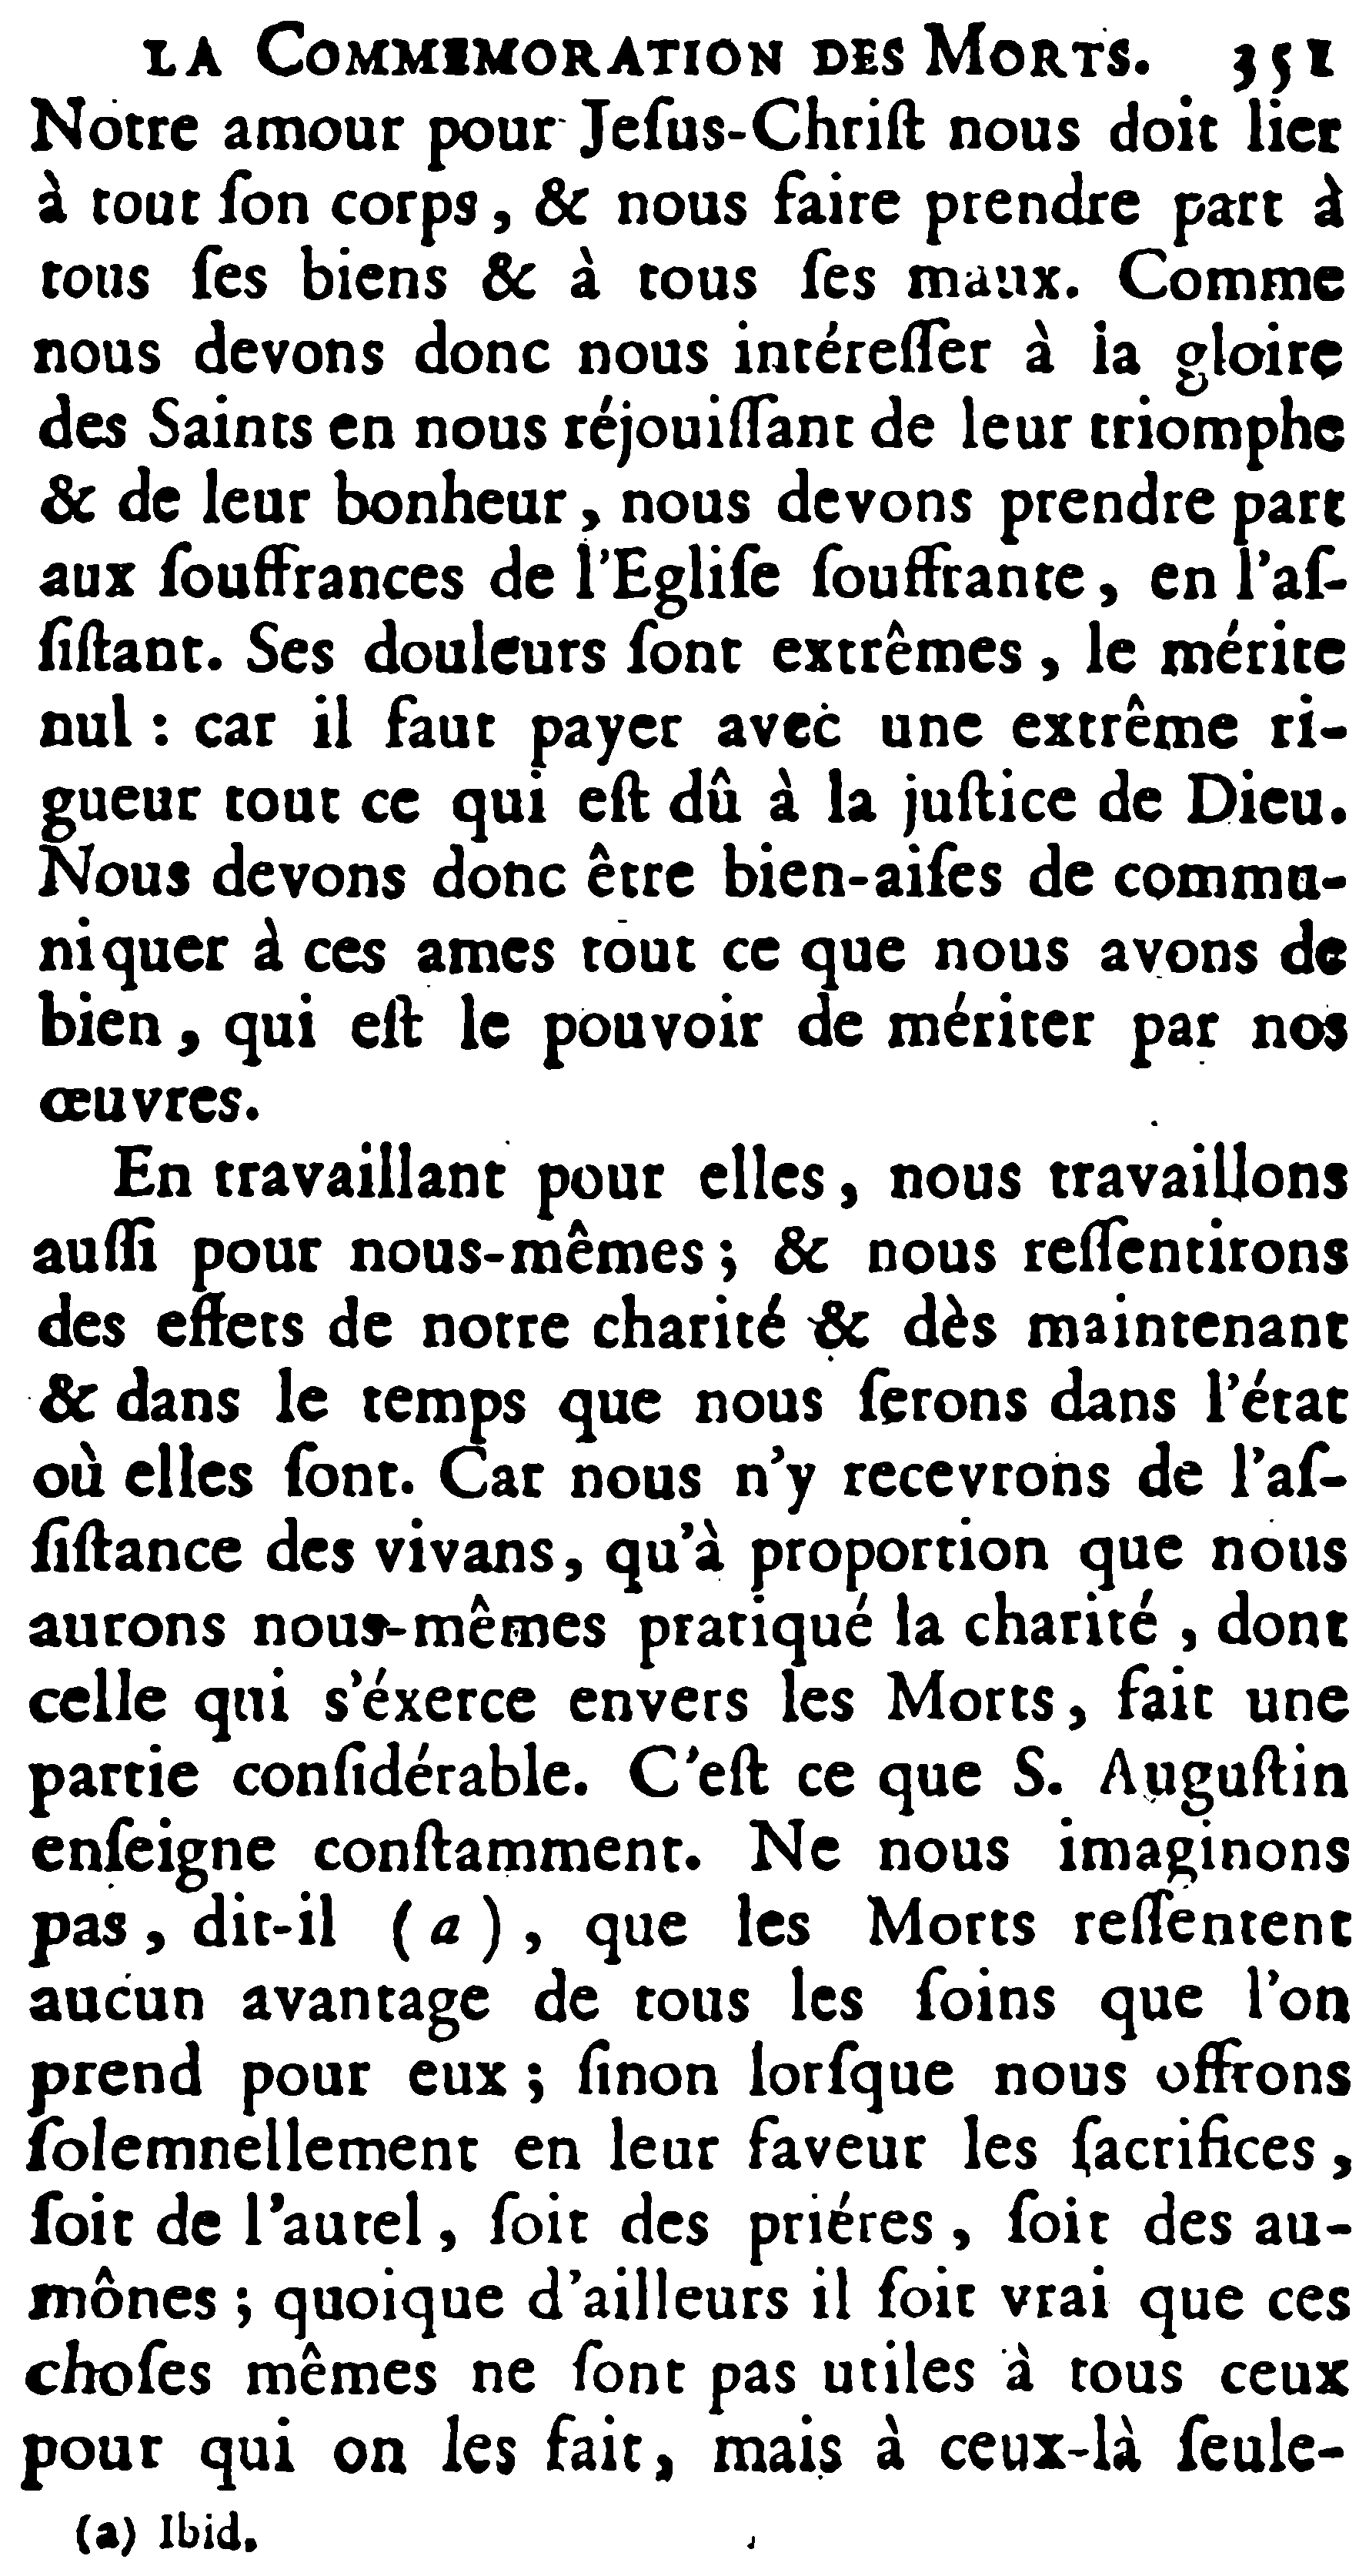 LA COMMEMORATION DES MORTS. 351
Notre amour pour Jeſus-Chriſt nous doit lier
à tout ſon corps, & nous faire prendre part à
tous ſes biens & à tous ſes maux. Comme
nous devons donc nous intéreſſer à la gloire
des Saints en nous réjouiſſant de leur triomphe
& de leur bonheur, nous devons prendre part
aux ſouffrances de l'Egliſe ſouffrante, en l'aſ-
ſiſtant. Ses douleurs ſont extrêmes, le mérite
nul : car il faut payer avec une extrême ri-
gueur tout ce qui eſt dû à la juſtice de Dieu.
Nous devons donc être bien-aiſes de commu-
niquer à ces ames tout ce que nous avons de
bien, qui eſt le pouvoir de mériter par nos
œuvres.
En travaillant pour elles, nous travaillons
auſſi pour nous-mêmes; & nous reſſentirons
des effets de notre charité & dès maintenant
& dans le temps que nous ſerons dans l'état
où elles ſont. Car nous n'y recevrons de l'aſ-
ſiſtance des vivans, qu'à proportion que nous
aurons nous-mêmes pratiqué la charité, dont
celle qui s'éxerce envers les Morts, fait une
partie conſidérable. C'eſt ce que S. Auguſtin
enſeigne conſtamment. Ne nous imaginons
pas, dit-il (a), que les Morts reſſentent
aucun avantage de tous les ſoins que l'on
prend pour eux; ſinon lorſque nous offrons
ſolemnellement en leur faveur les ſacrifices,
ſoit de l'autel, ſoit des priéres, ſoit des au-
mônes; quoique d'ailleurs il ſoit vrai que ces
choſes mêmes ne ſont pas utiles à tous ceux
pour qui on les fait, mais à ceux-là ſeule-
(a) Ibid.